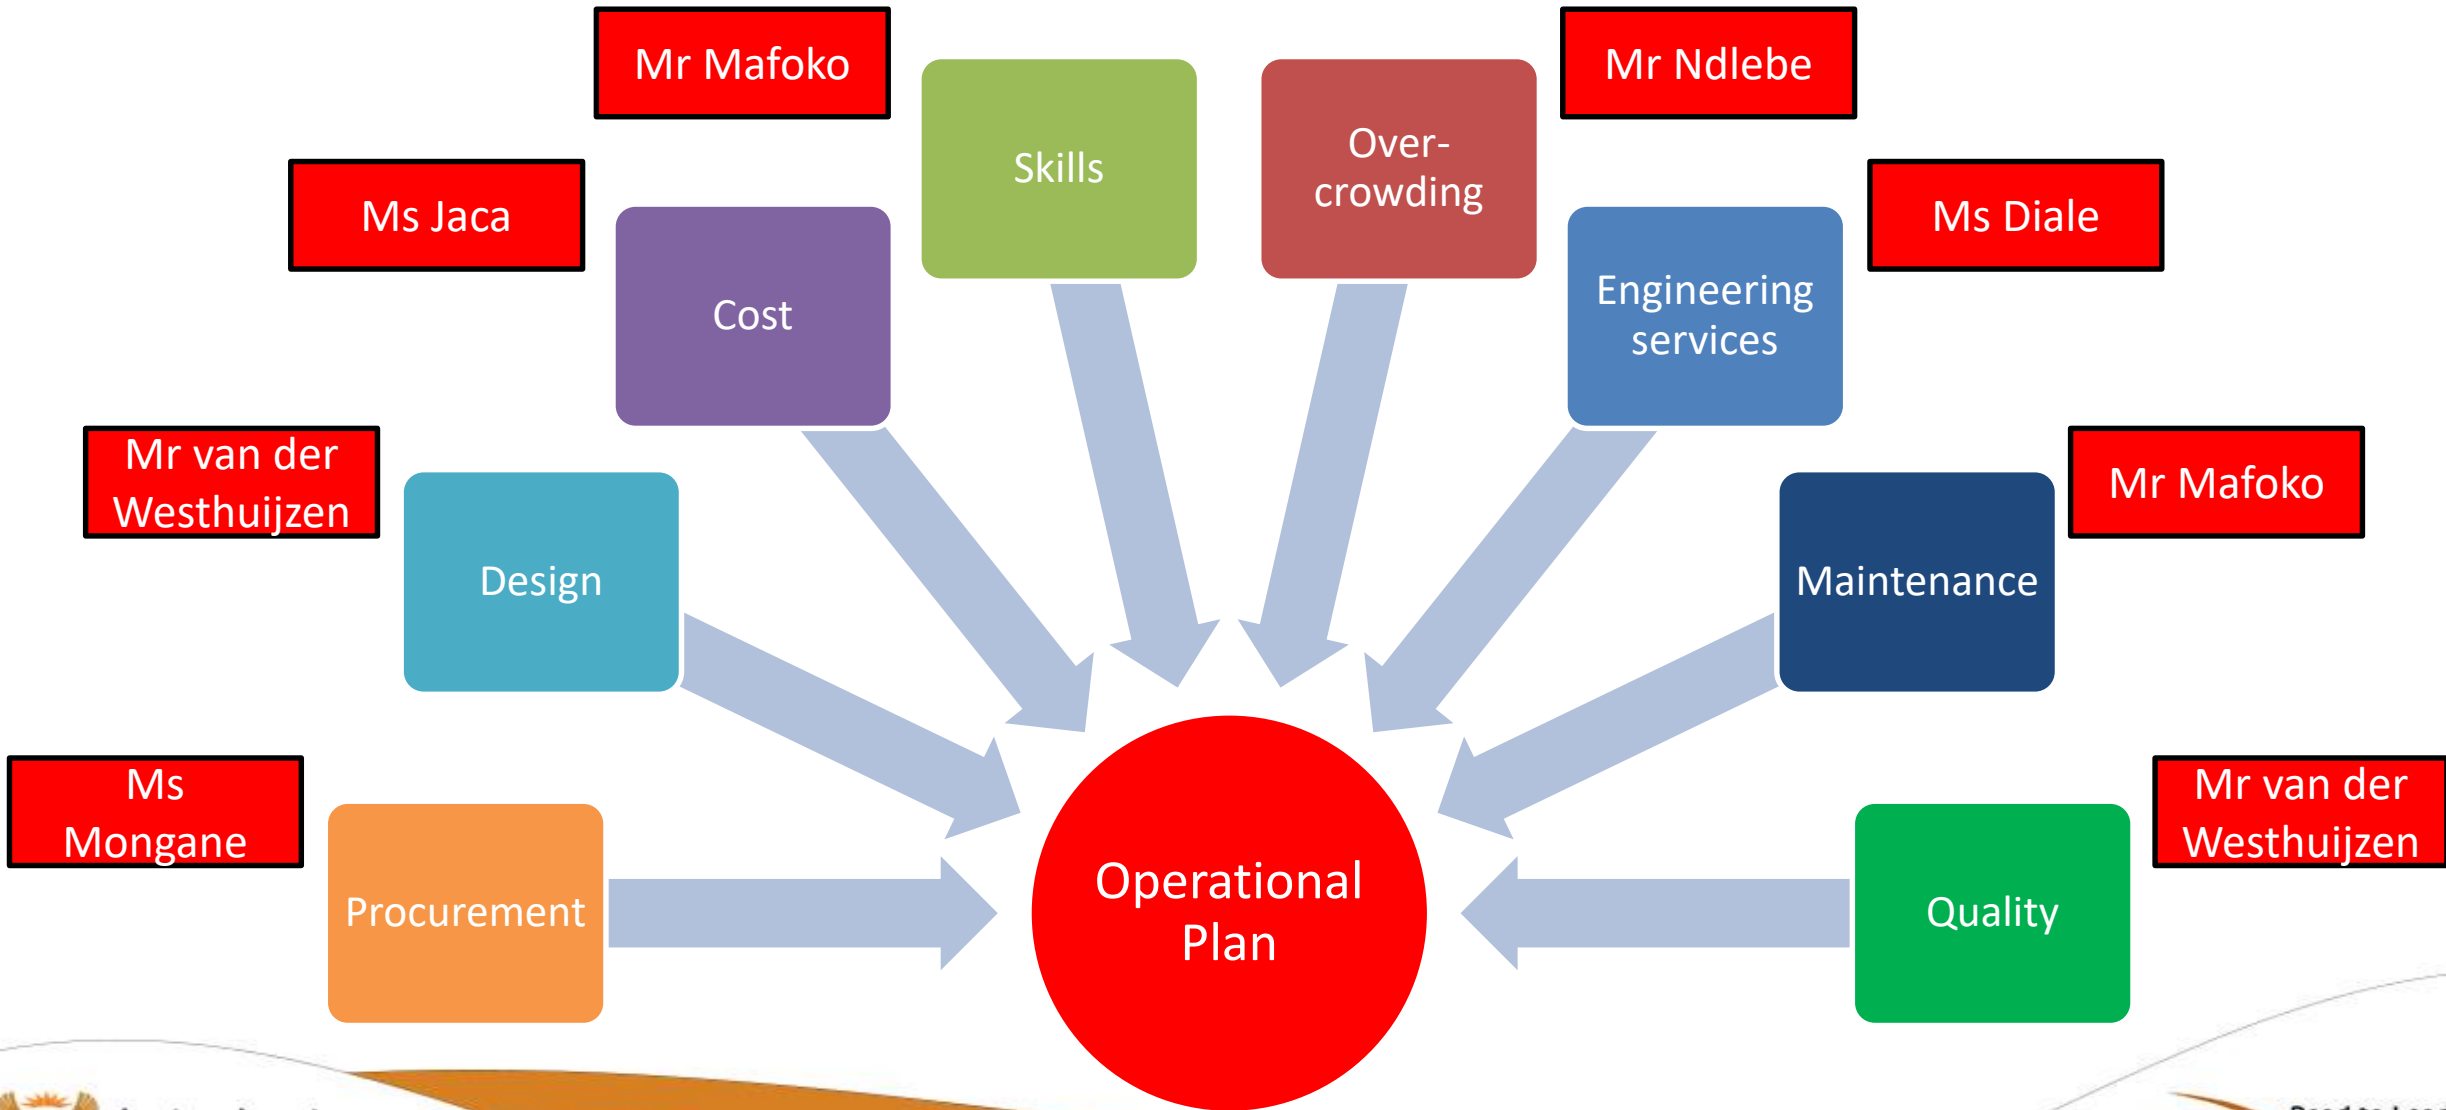 Mr Mafoko
Mr Ndlebe
Skills
Over-
crowding
Ms Jaca
Ms Diale
Cost
Engineering
services
Mr van der
Westhuijzen
Mr Mafoko
Design
Maintenance
Ms
Mongane
Mr van der
Westhuijzen
Procurement
Operational
Plan
Quality